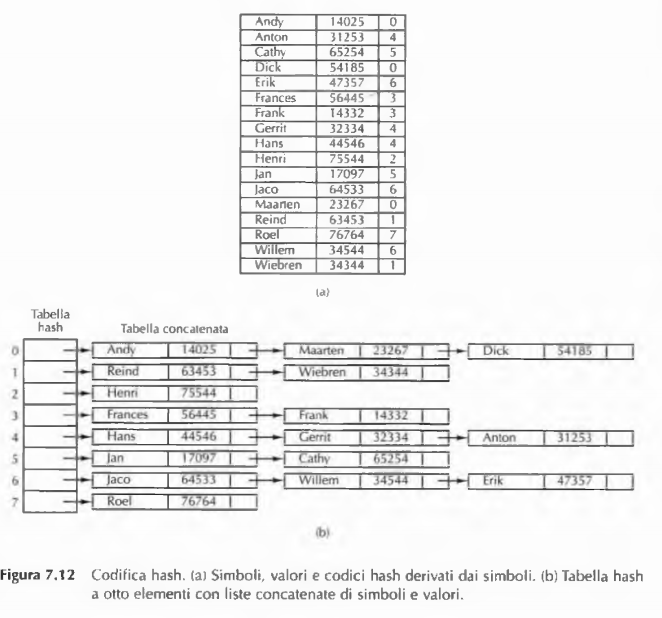 Andy 14025 0
Anton 31253 4
Cathy 65254 5
Dick 54185 0
Erik 47357 6
Frances 56445 3
Frank 14332 3
Gerrit 32334 4
Hans 44546 4
Henri 75544 2
Jan 17097 5
Jaco 64533 6
Maarten 23267 0
Reind 63453 1
Roel 76764 7
Willem 34544 6
Wiebren 34344 1
(a)
Tabella
hash
Tabella concatenata
0 Andy 14025 Maarten 23267 Dick 54185
1 Reind 63453 Wiebren 34344
2 Henri 75544
3 Frances 56445 Frank 14332
4 Hans 44546 Gerrit 32334 Anton 31253
5 Jan 17097 Cathy 65254
6 Jaco 64533 Willem 34544 Erik 47357
7 Roel 76764
(b)
Figura 7.12 Codifica hash. (a) Simboli, valori e codici hash derivati dai simboli. (b) Tabella hash
a otto elementi con liste concatenate di simboli e valori.